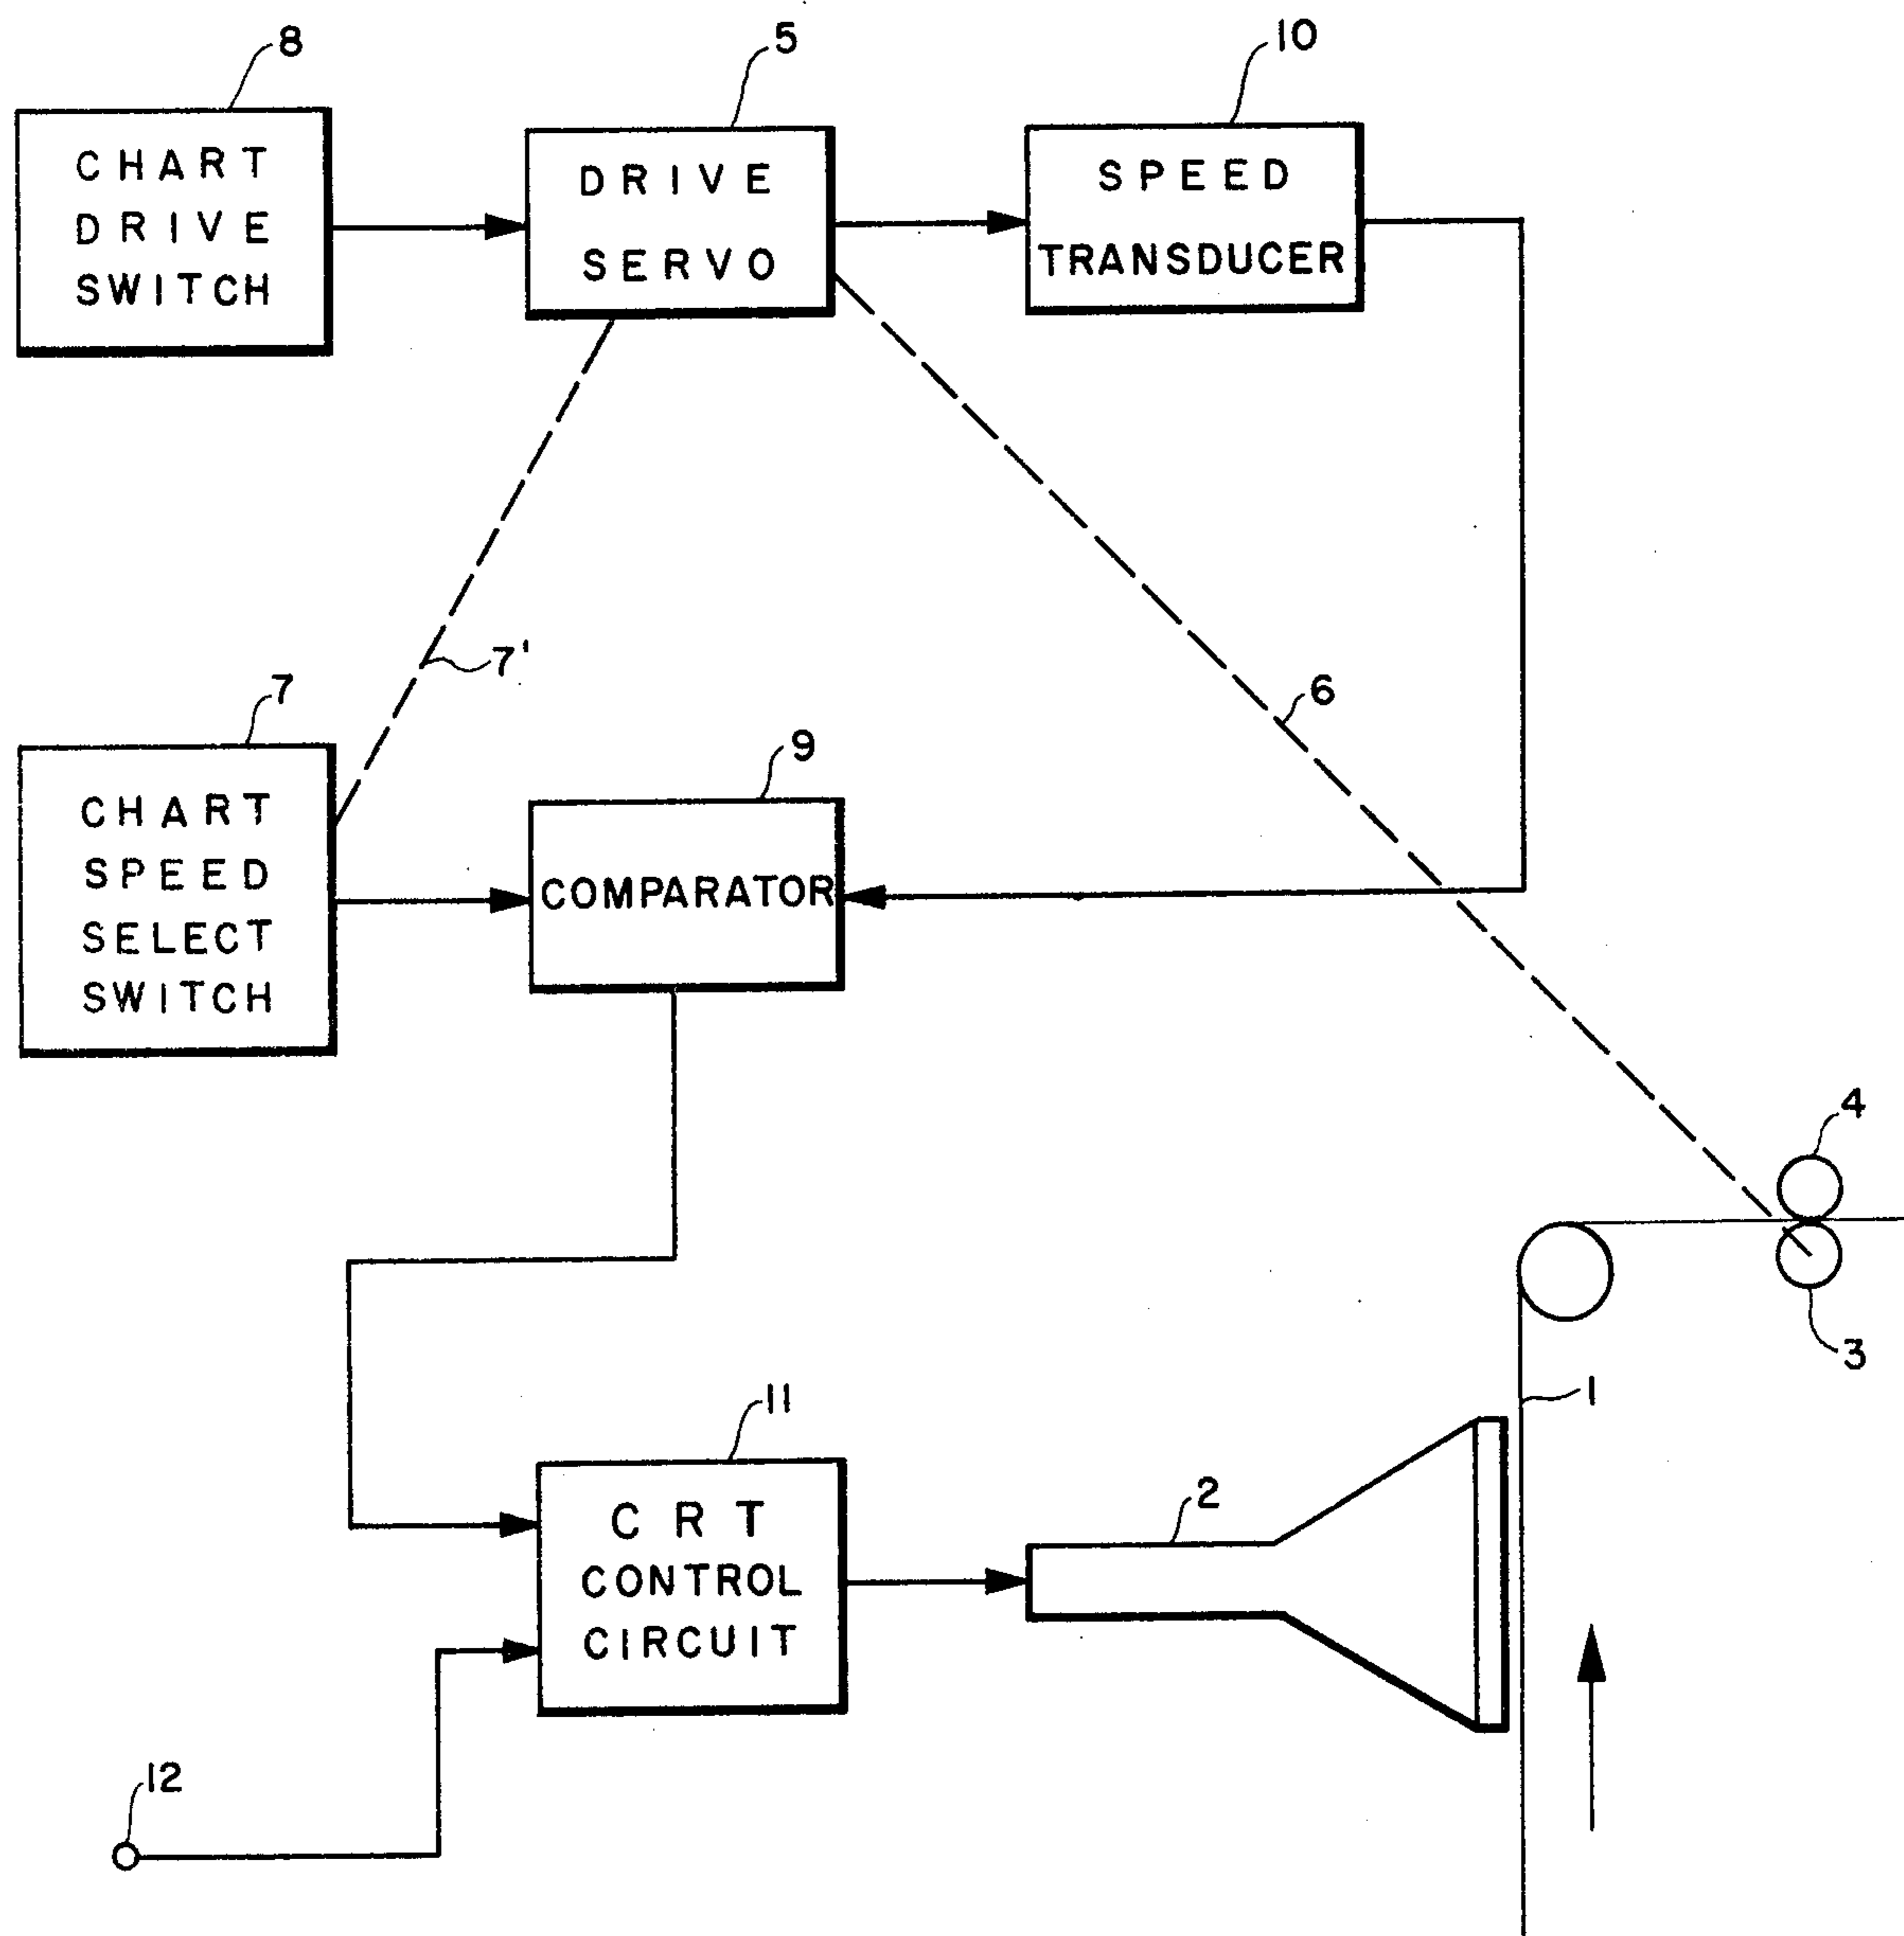 8
5
10
CHART
DRIVE
SWITCH
DRIVE
SERVO
SPEED
TRANSDUCER
7'
6
7
9
CHART
SPEED
SELECT
SWITCH
COMPARATOR
4
3
1
11
2
CRT
CONTROL
CIRCUIT
12